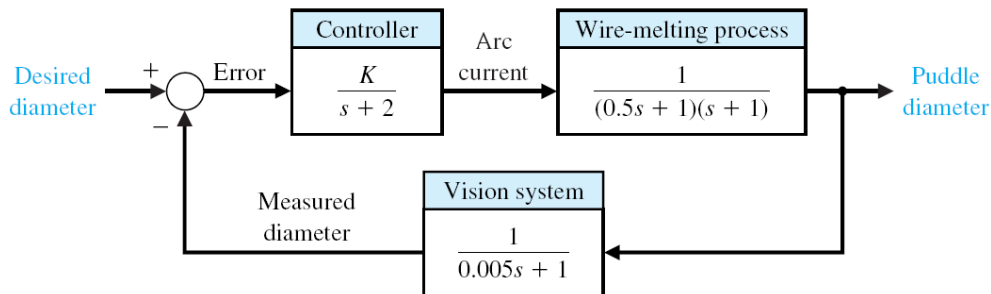 Controller
Wire-melting process
Arc
current
Desired
diameter
+
Error
K
s + 2
1
(0.5s + 1)(s + 1)
Puddle
diameter
−
Vision system
Measured
diameter
1
0.005s + 1